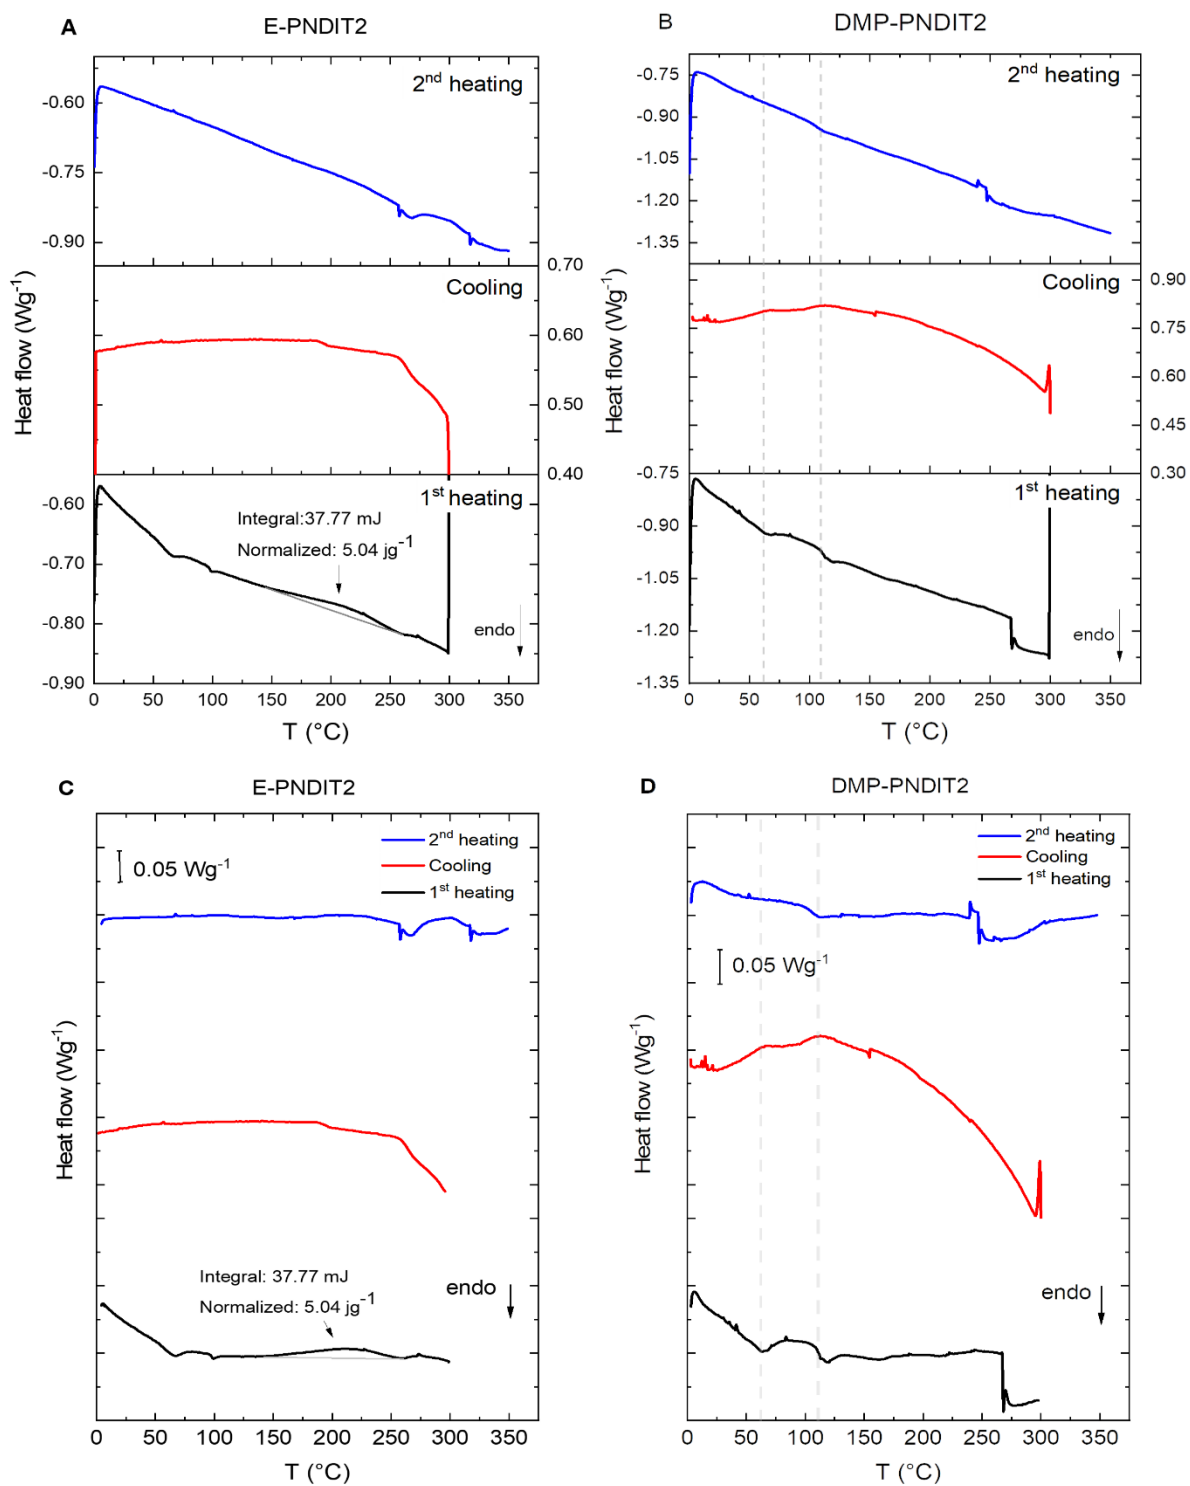 A
E-PNDIT2
2nd heating
-0.60
-0.75
-0.90
Cooling
0.70
0.60
0.50
0.40
1st heating
Integral:37.77 mJ
Normalized: 5.04 jg-1
endo
-0.60
-0.70
-0.80
-0.90
Heat flow (Wg-1)
0 50 100 150 200 250 300 350
T (°C)
B
DMP-PNDIT2
2nd heating
-0.75
-0.90
-1.05
-1.20
-1.35
Cooling
0.90
0.75
0.60
0.45
0.30
1st heating
endo
-0.75
-0.90
-1.05
-1.20
-1.35
Heat flow (Wg-1)
0 50 100 150 200 250 300 350
T (°C)
C
E-PNDIT2
2nd heating
Cooling
1st heating
0.05 Wg-1
Integral: 37.77 mJ
Normalized: 5.04 jg-1
endo
Heat flow (Wg-1)
0 50 100 150 200 250 300 350
T (°C)
D
DMP-PNDIT2
2nd heating
Cooling
1st heating
0.05 Wg-1
endo
Heat flow (Wg-1)
0 50 100 150 200 250 300 350
T (°C)